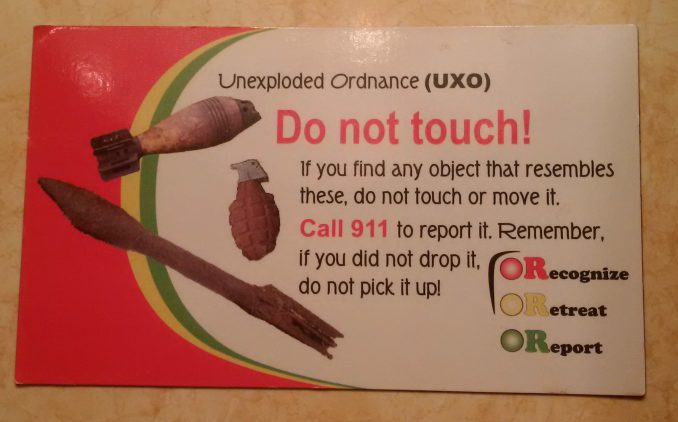 Unexploded Ordnance (UXO)
Do not touch!
If you find any object that resembles
these, do not touch or move it.
Call 911 to report it. Remember,
if you did not drop it,
do not pick it up!
Recognize
Retreat
Report